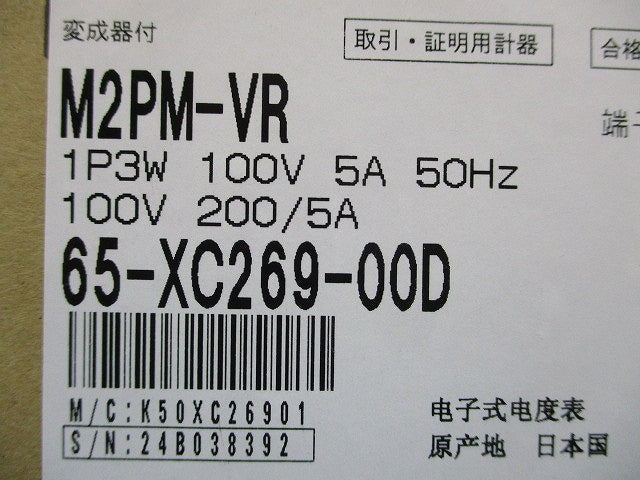 変成器付
取引・証明用計器
合格
M2PM-VR
端子
1P3W 100V 5A 50Hz
100V 200/5A
65-XC269-00D
M/C:K50XC26901
S/N:24B038392
电子式电度表
原产地 日本国